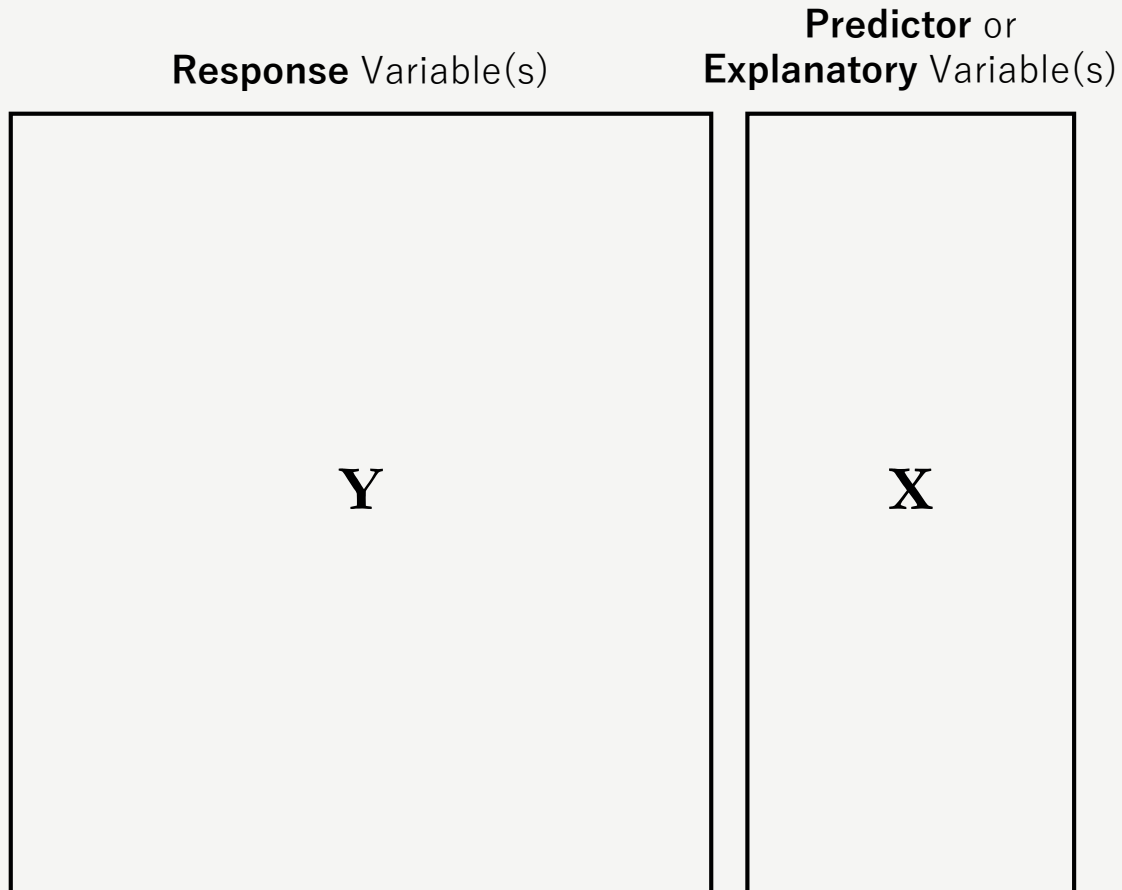 Response Variable(s)
Predictor or
Explanatory Variable(s)
Y
X